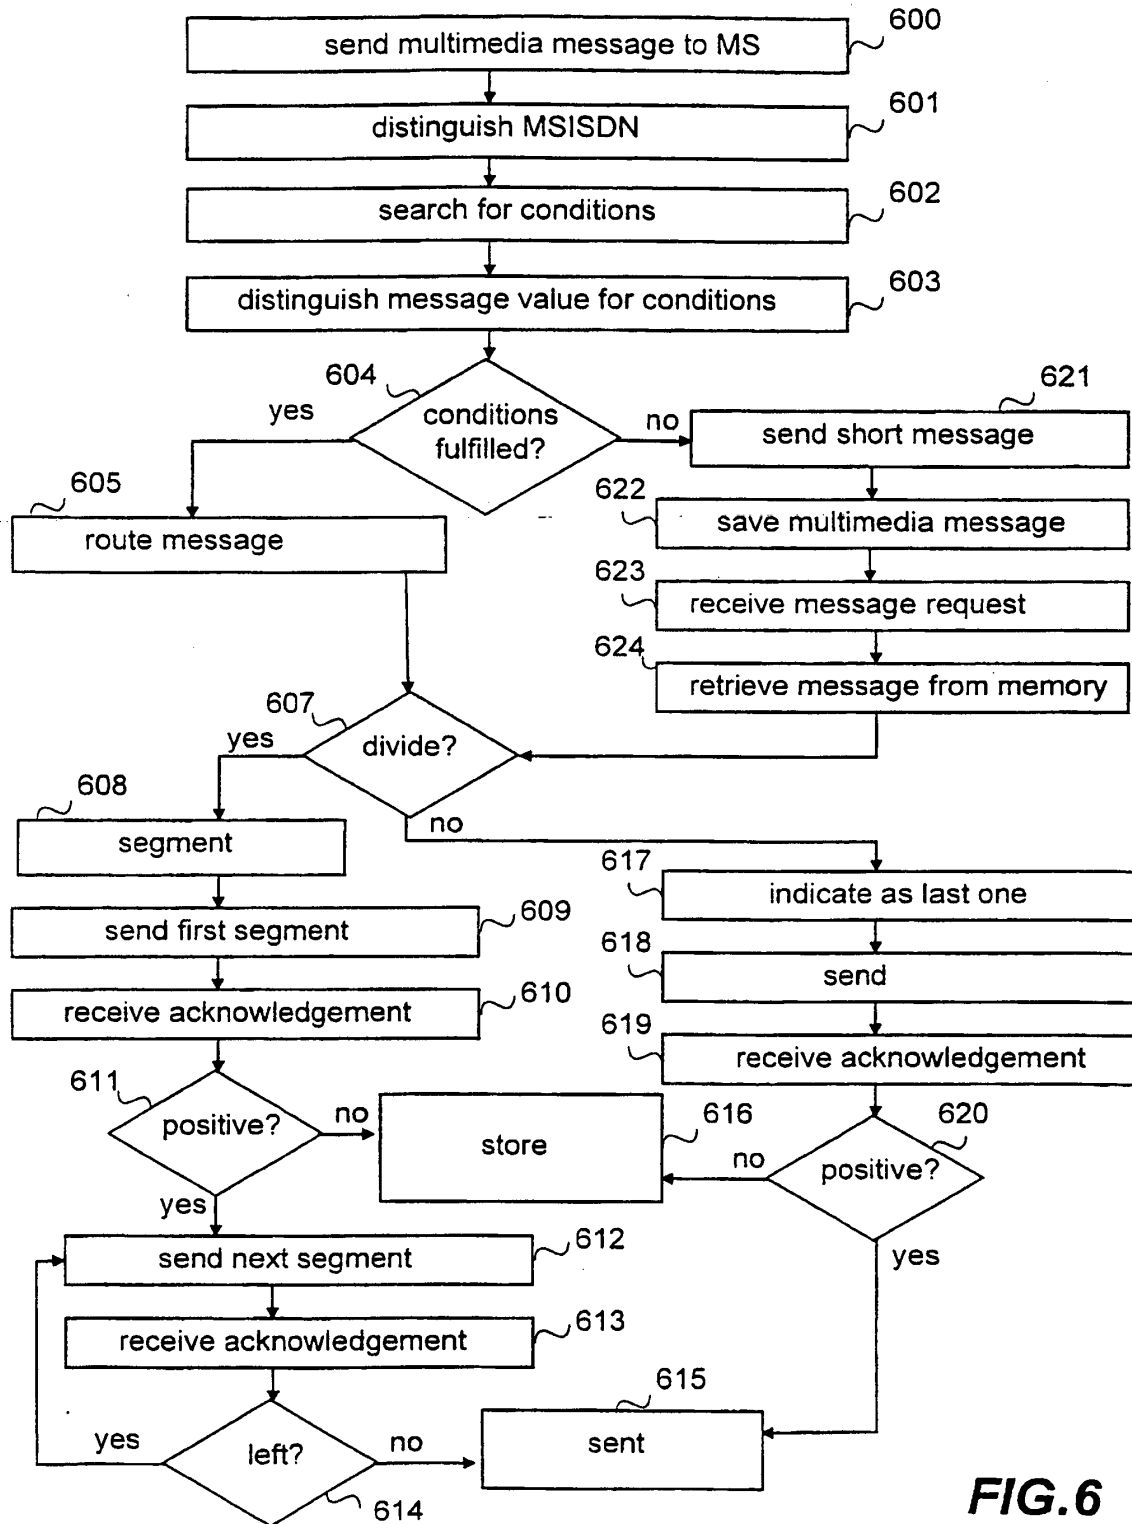 send multimedia message to MS
600
distinguish MSISDN
601
search for conditions
602
distinguish message value for conditions
603
604
conditions
fulfilled?
yes
no
621
send short message
605
route message
622
save multimedia message
623
receive message request
624
retrieve message from memory
607
divide?
yes
no
608
segment
617
indicate as last one
609
send first segment
618
send
610
receive acknowledgement
619
receive acknowledgement
611
positive?
no
yes
616
store
620
positive?
no
yes
612
send next segment
613
receive acknowledgement
615
sent
left?
yes
no
614
FIG.6